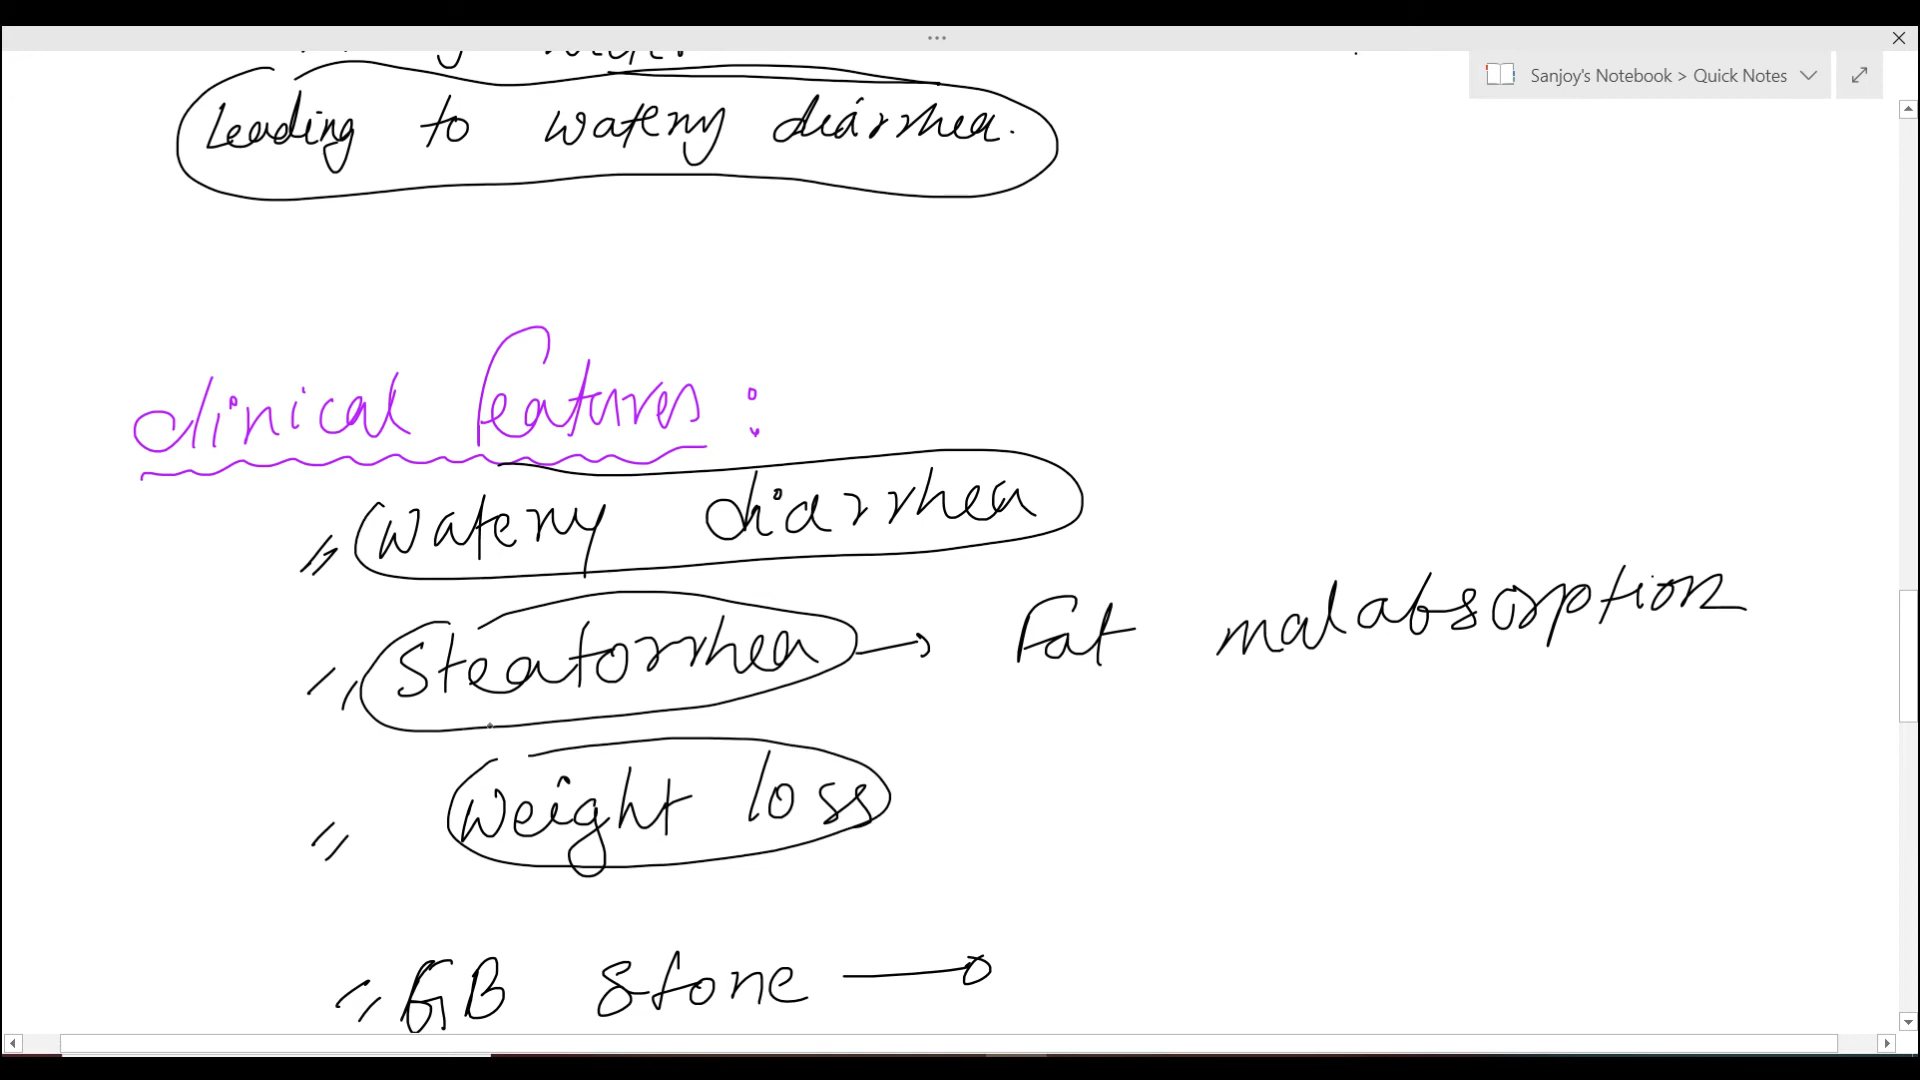 Sanjoy's Notebook > Quick Notes
Leading to watery diarrhea.
Clinical features :
Watery diarrhea
Steatorrhea → Fat malabsorption
Weight loss
GB stone →